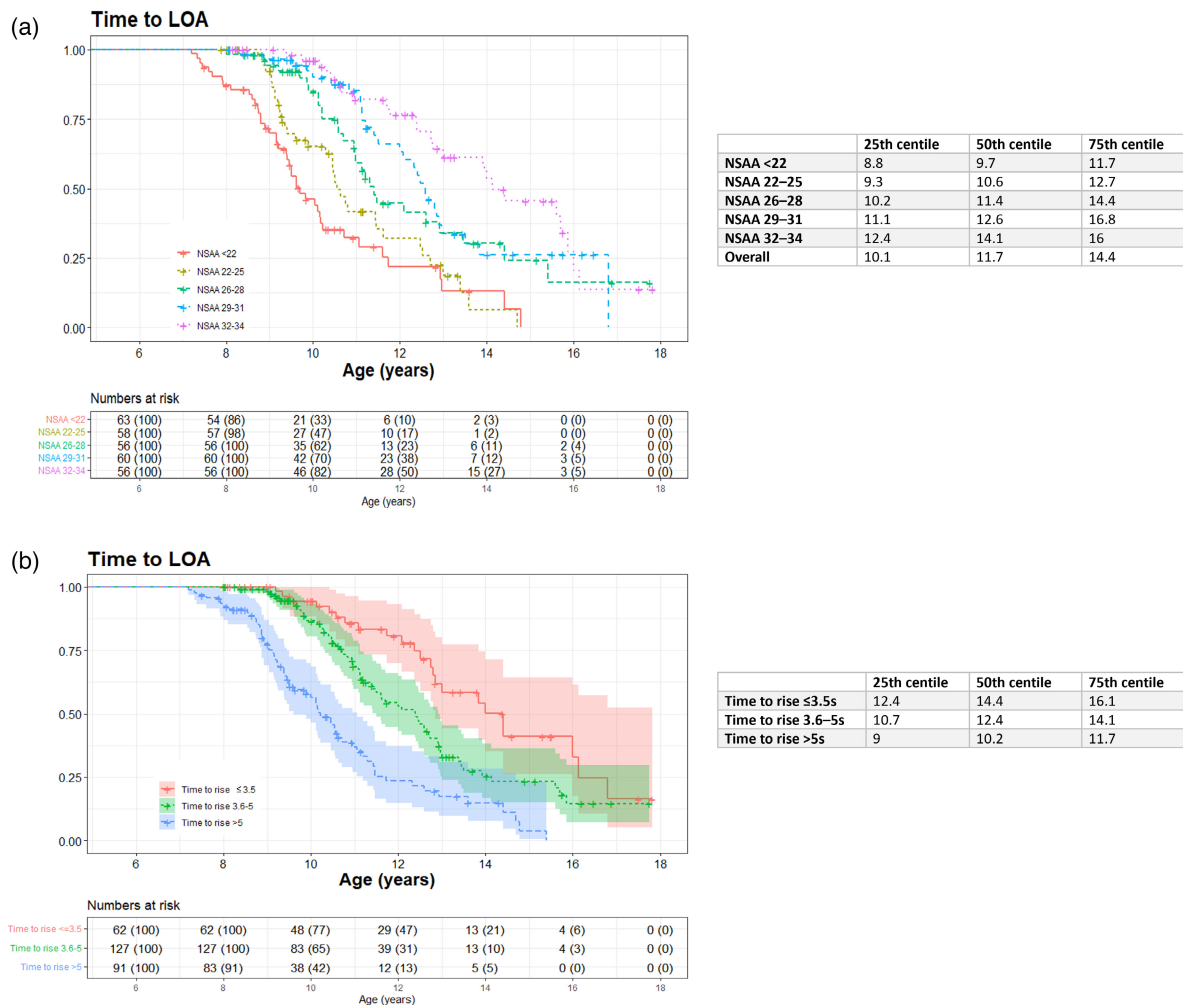 (a)
Time to LOA
1.00
0.75
0.50
0.25
0.00
NSAA <22
NSAA 22-25
NSAA 26-28
NSAA 29-31
NSAA 32-34
6 8 10 12 14 16 18
Age (years)
25th centile 50th centile 75th centile
NSAA <22 8.8 9.7 11.7
NSAA 22–25 9.3 10.6 12.7
NSAA 26–28 10.2 11.4 14.4
NSAA 29–31 11.1 12.6 16.8
NSAA 32–34 12.4 14.1 16
Overall 10.1 11.7 14.4
Numbers at risk
NSAA <22 63 (100) 54 (86) 21 (33) 6 (10) 2 (3) 0 (0) 0 (0)
NSAA 22-25 58 (100) 57 (98) 27 (47) 10 (17) 1 (2) 0 (0) 0 (0)
NSAA 26-28 56 (100) 56 (100) 35 (62) 13 (23) 6 (11) 2 (4) 0 (0)
NSAA 29-31 60 (100) 60 (100) 42 (70) 23 (38) 7 (12) 3 (5) 0 (0)
NSAA 32-34 56 (100) 56 (100) 46 (82) 28 (50) 15 (27) 3 (5) 0 (0)
6 8 10 12 14 16 18
Age (years)
(b)
Time to LOA
1.00
0.75
0.50
0.25
0.00
Time to rise ≤3.5
Time to rise 3.6-5
Time to rise >5
6 8 10 12 14 16 18
Age (years)
25th centile 50th centile 75th centile
Time to rise ≤3.5s 12.4 14.4 16.1
Time to rise 3.6–5s 10.7 12.4 14.1
Time to rise >5s 9 10.2 11.7
Numbers at risk
Time to rise <=3.5 62 (100) 62 (100) 48 (77) 29 (47) 13 (21) 4 (6) 0 (0)
Time to rise 3.6-5 127 (100) 127 (100) 83 (65) 39 (31) 13 (10) 4 (3) 0 (0)
Time to rise >5 91 (100) 83 (91) 38 (42) 12 (13) 5 (5) 0 (0) 0 (0)
6 8 10 12 14 16 18
Age (years)